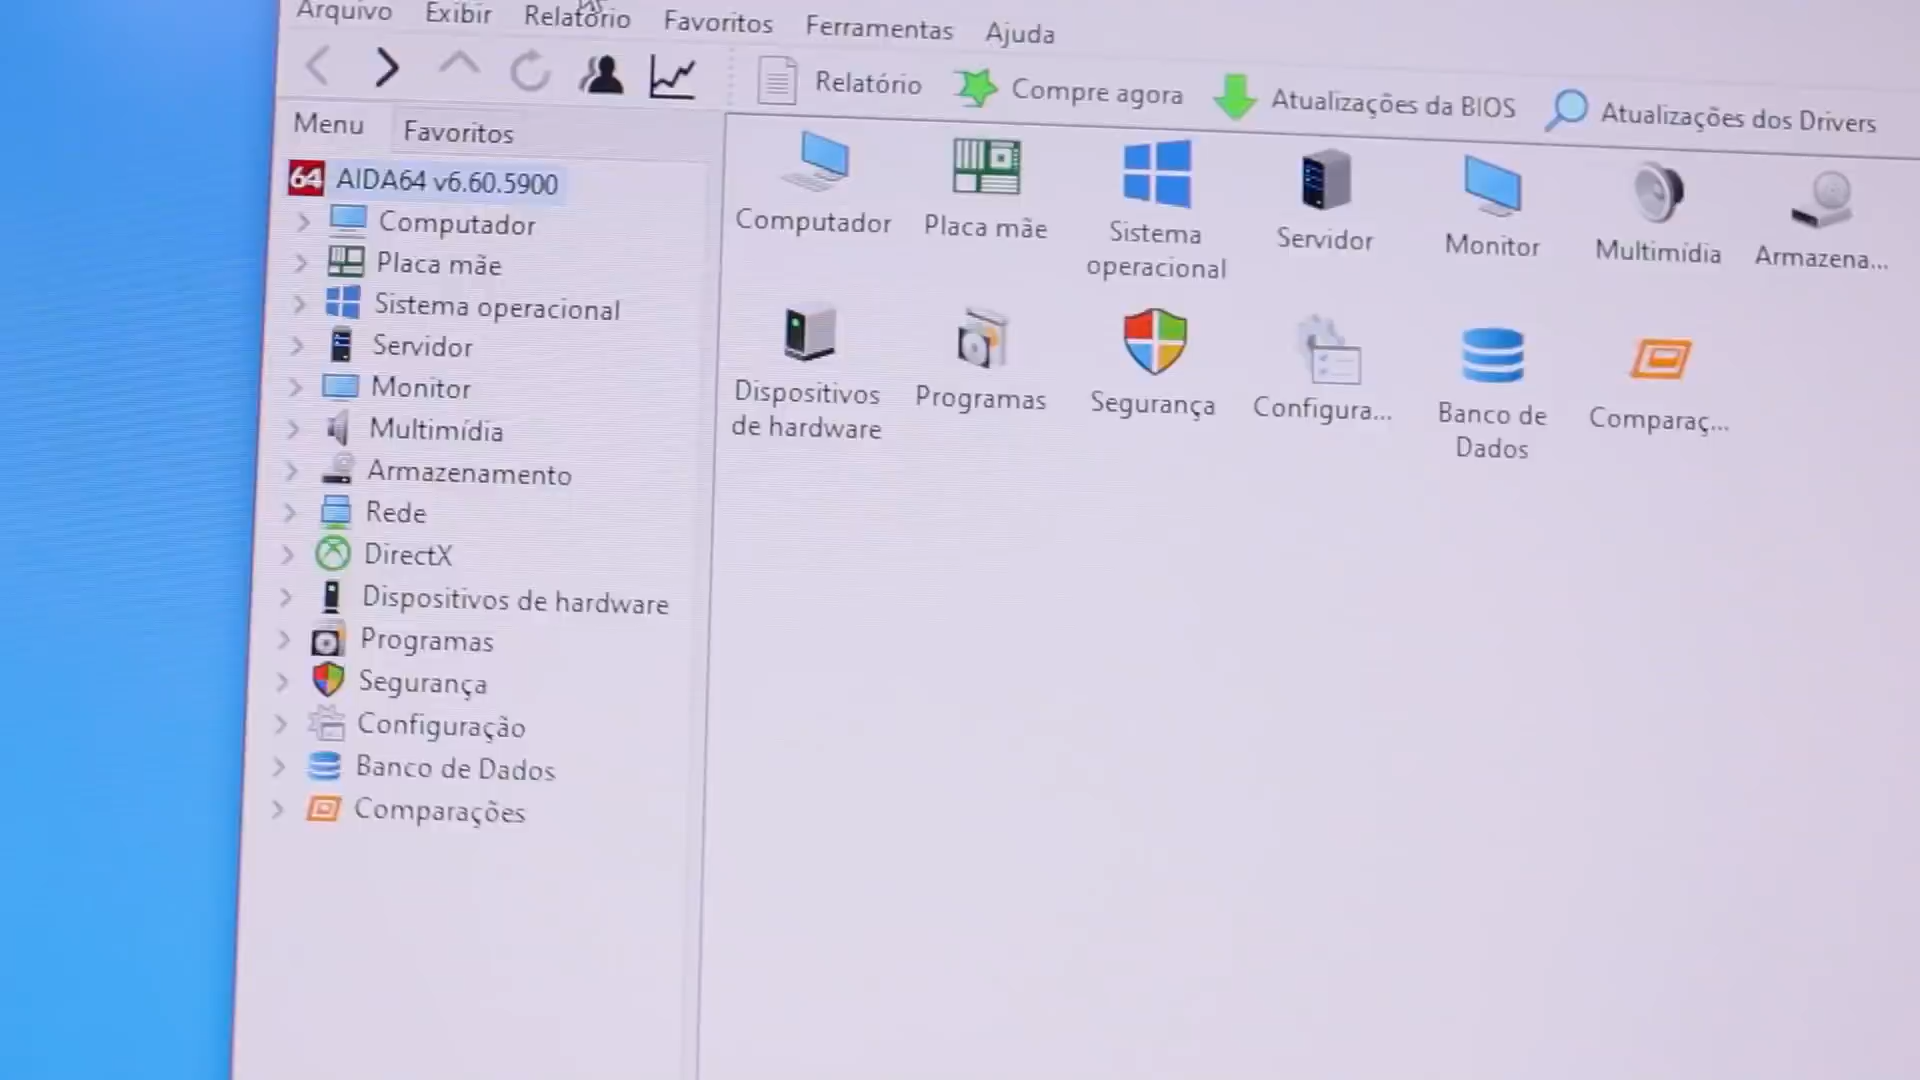 Arquivo Exibir Relatório Favoritos Ferramentas Ajuda
Relatório Compre agora Atualizações da BIOS Atualizações dos Drivers
Menu Favoritos
64 AIDA64 v6.60.5900
Computador
Placa mãe
Sistema operacional
Servidor
Monitor
Multimídia
Armazenamento
Rede
DirectX
Dispositivos de hardware
Programas
Segurança
Configuração
Banco de Dados
Comparações
Computador
Placa mãe
Sistema
operacional
Servidor
Monitor
Multimídia
Armazena...
Dispositivos
de hardware
Programas
Segurança
Configura...
Banco de
Dados
Comparaç...